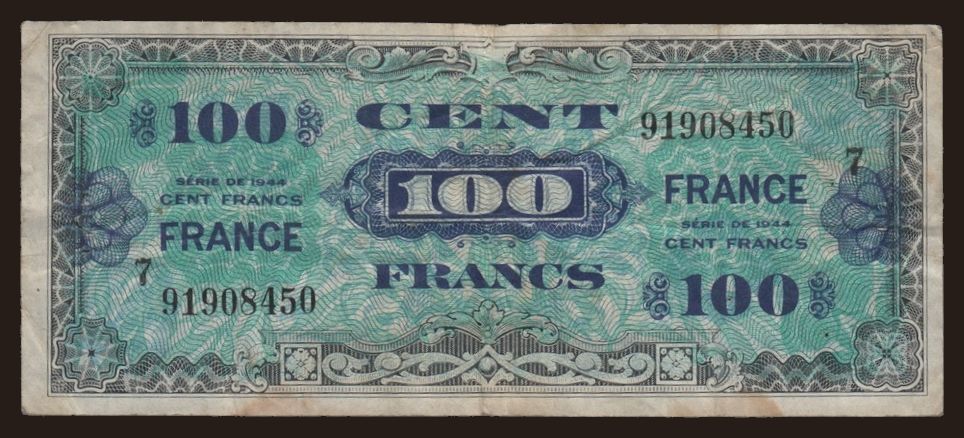 100
CENT
91908450
7
SÉRIE DE 1944
CENT FRANCS
FRANCE
100
FRANCE
SÉRIE DE 1944
CENT FRANCS
7
91908450
FRANCS
100